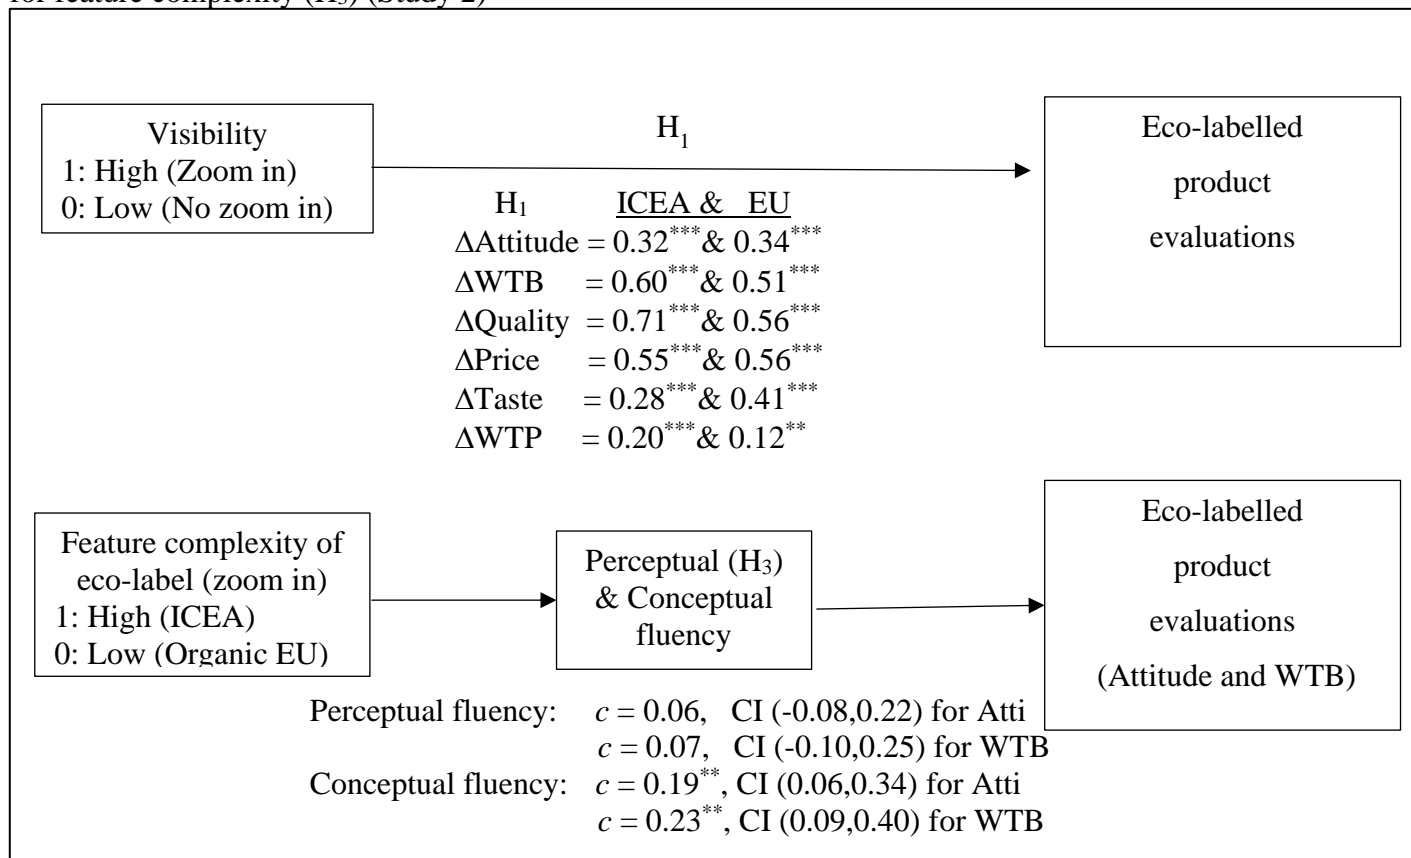 for feature complexity (H₃) (Study 2)
Visibility
1: High (Zoom in)
0: Low (No zoom in)
H₁
Eco-labelled
product
evaluations
H₁ ICEA & EU
ΔAttitude = 0.32***& 0.34***
ΔWTB = 0.60***& 0.51***
ΔQuality = 0.71***& 0.56***
ΔPrice = 0.55***& 0.56***
ΔTaste = 0.28***& 0.41***
ΔWTP = 0.20***& 0.12**
Feature complexity of
eco-label (zoom in)
1: High (ICEA)
0: Low (Organic EU)
Perceptual (H₃)
& Conceptual
fluency
Eco-labelled
product
evaluations
(Attitude and WTB)
Perceptual fluency: c = 0.06, CI (-0.08,0.22) for Atti
c = 0.07, CI (-0.10,0.25) for WTB
Conceptual fluency: c = 0.19**, CI (0.06,0.34) for Atti
c = 0.23**, CI (0.09,0.40) for WTB